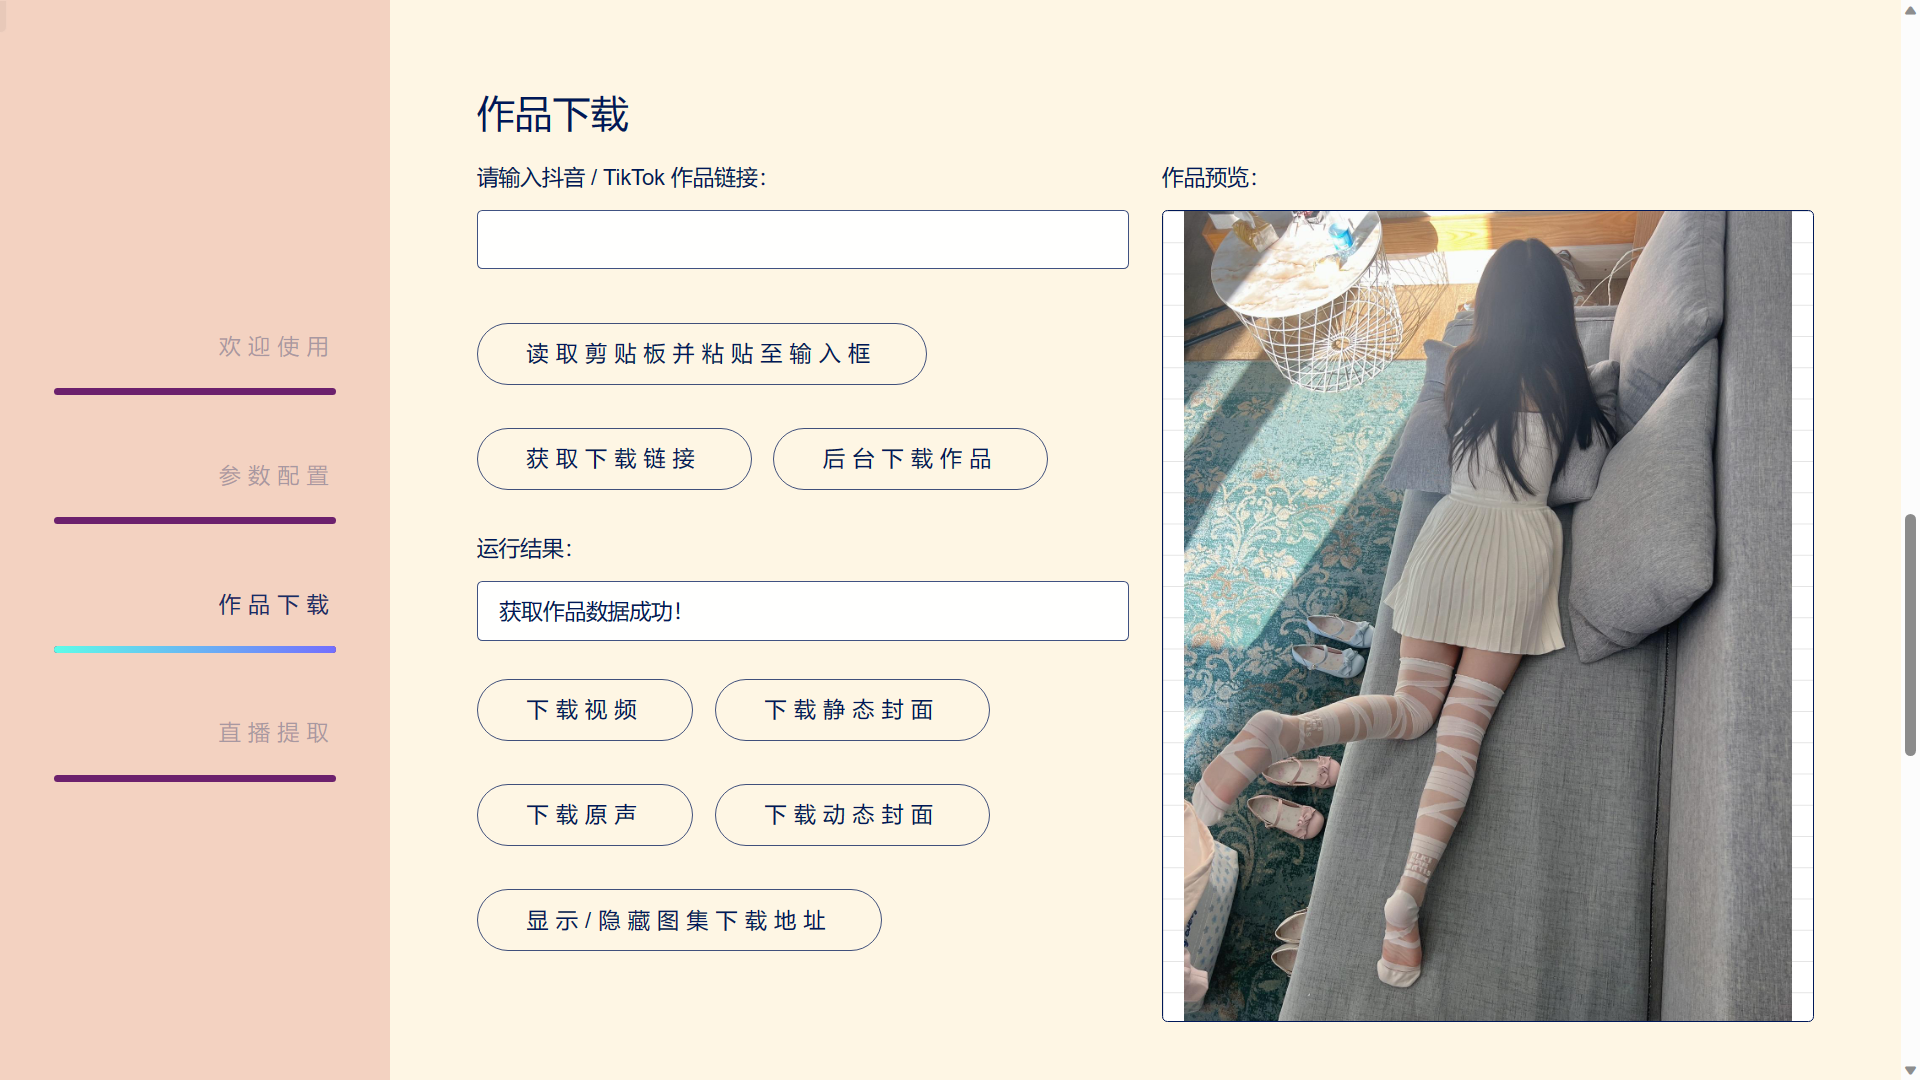 欢迎使用
参数配置
作品下载
直播提取
作品下载
请输入抖音 / TikTok 作品链接：
读取剪贴板并粘贴至输入框
获取下载链接
后台下载作品
运行结果：
获取作品数据成功！
下载视频
下载静态封面
下载原声
下载动态封面
显示/隐藏图集下载地址
作品预览：